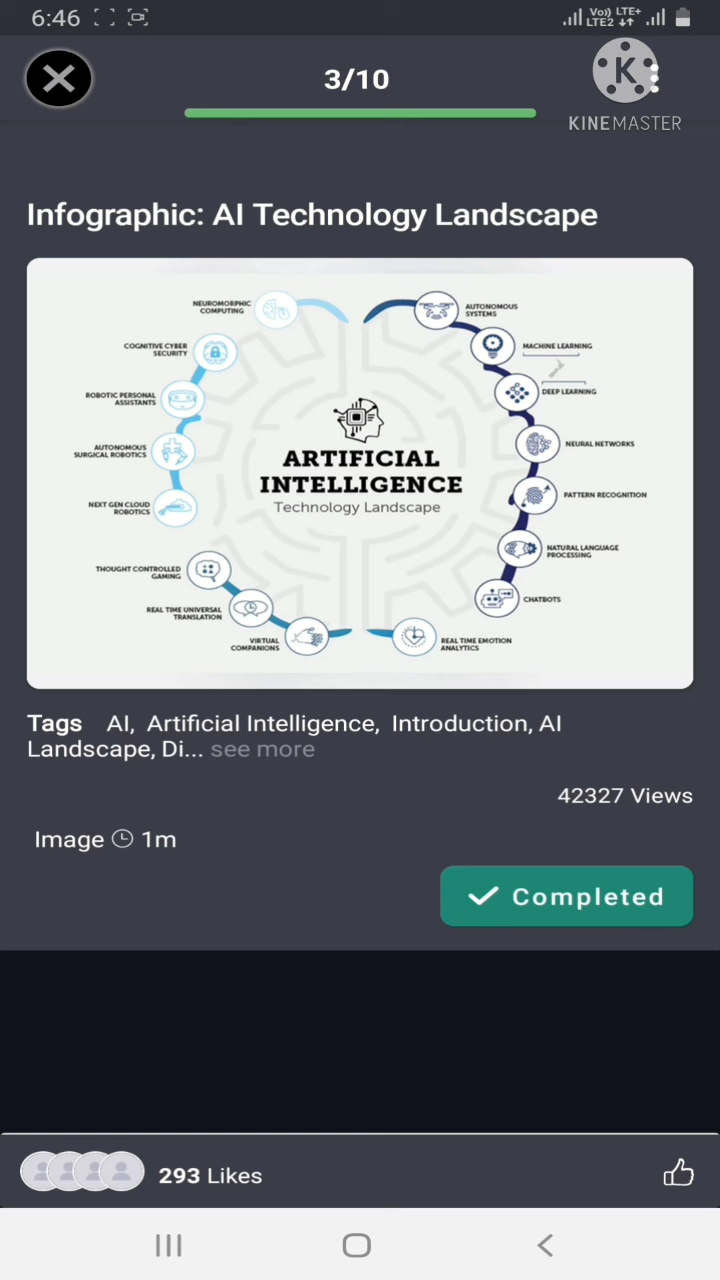 6:46
Vo)) LTE+
LTE2
3/10
K
KINEMASTER
Infographic: AI Technology Landscape
NEUROMORPHIC
COMPUTING
COGNITIVE CYBER
SECURITY
ROBOTIC PERSONAL
ASSISTANTS
AUTONOMOUS
SURGICAL ROBOTICS
NEXT GEN CLOUD
ROBOTICS
THOUGHT CONTROLLED
GAMING
REAL TIME UNIVERSAL
TRANSLATION
VIRTUAL
COMPANIONS
ARTIFICIAL
INTELLIGENCE
Technology Landscape
AUTONOMOUS
SYSTEMS
MACHINE LEARNING
DEEP LEARNING
NEURAL NETWORKS
PATTERN RECOGNITION
NATURAL LANGUAGE
PROCESSING
CHATBOTS
REAL TIME EMOTION
ANALYTICS
Tags AI, Artificial Intelligence, Introduction, AI
Landscape, Di... see more
42327 Views
Image 1m
Completed
293 Likes